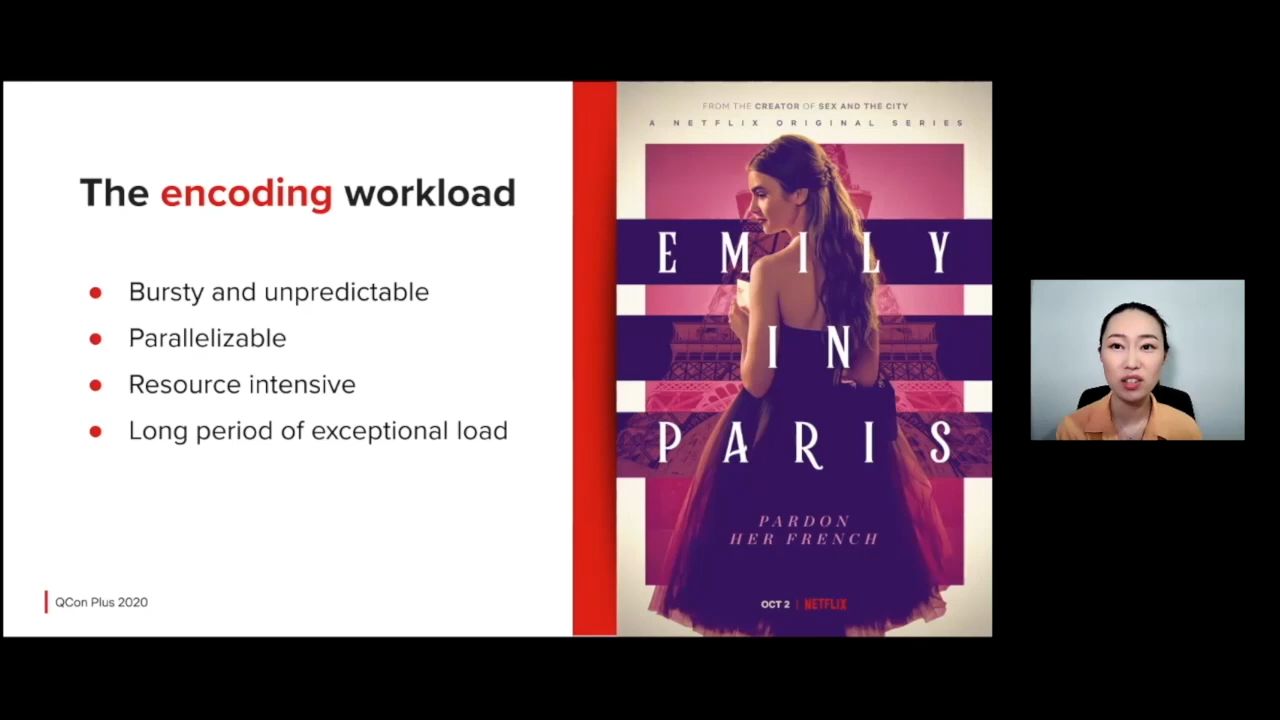 The encoding workload
Bursty and unpredictable
Parallelizable
Resource intensive
Long period of exceptional load
QCon Plus 2020
FROM THE CREATOR OF SEX AND THE CITY
A NETFLIX ORIGINAL SERIES
EMILY
IN
PARIS
PARDON
HER FRENCH
OCT 2 | NETFLIX